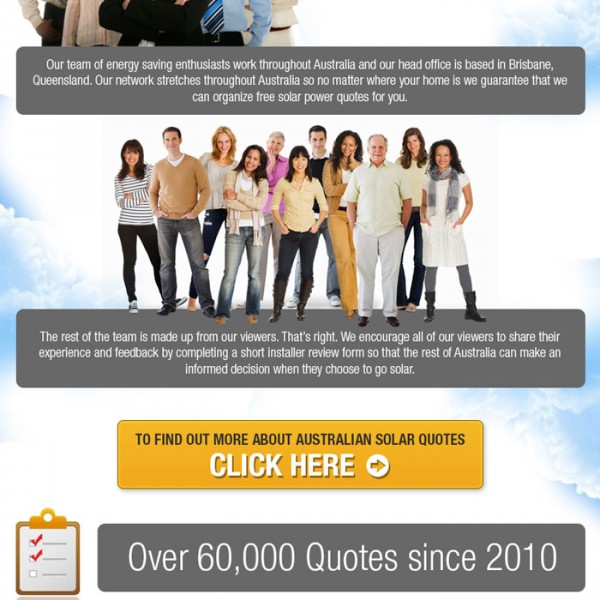 Our team of energy saving enthusiasts work throughout Australia and our head office is based in Brisbane,
Queensland. Our network stretches throughout Australia so no matter where your home is we guarantee that we
can organize free solar power quotes for you.
The rest of the team is made up from our viewers. That's right. We encourage all of our viewers to share their
experience and feedback by completing a short installer review form so that the rest of Australia can make an
informed decision when they choose to go solar.
TO FIND OUT MORE ABOUT AUSTRALIAN SOLAR QUOTES
CLICK HERE
Over 60,000 Quotes since 2010